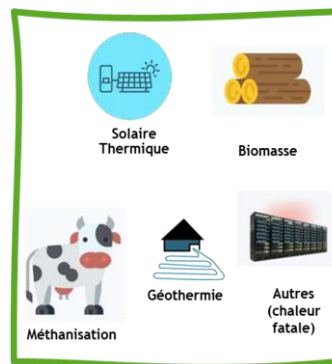 Solaire
Thermique
Biomasse
Méthanisation
Géothermie
Autres
(chaleur
fatale)